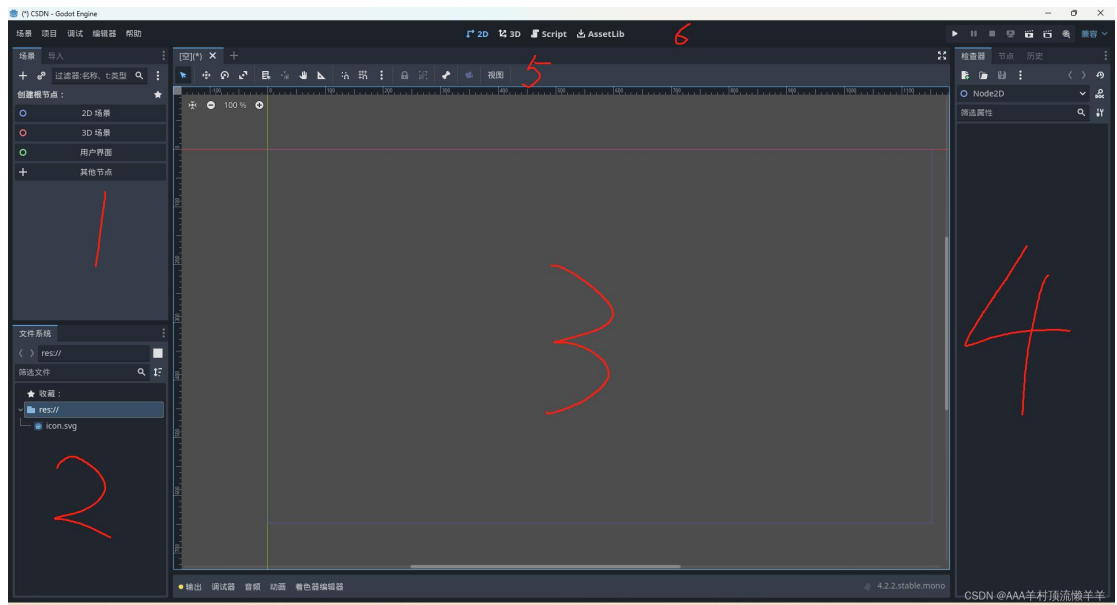 (*) CSDN - Godot Engine
场景 项目 调试 编辑器 帮助
2D 3D Script AssetLib
6
兼容
场景 导入
[空](*)
检查器 节点 历史
过滤器:名称、t:类型
视图
5
创建根节点：
100 %
Node2D
DOC
2D 场景
筛选属性
3D 场景
用户界面
其他节点
1
3
4
文件系统
res://
筛选文件
收藏：
res://
icon.svg
2
输出 调试器 音频 动画 着色器编辑器
4.2.2.stable.mono
CSDN @AAA羊村顶流懒羊羊